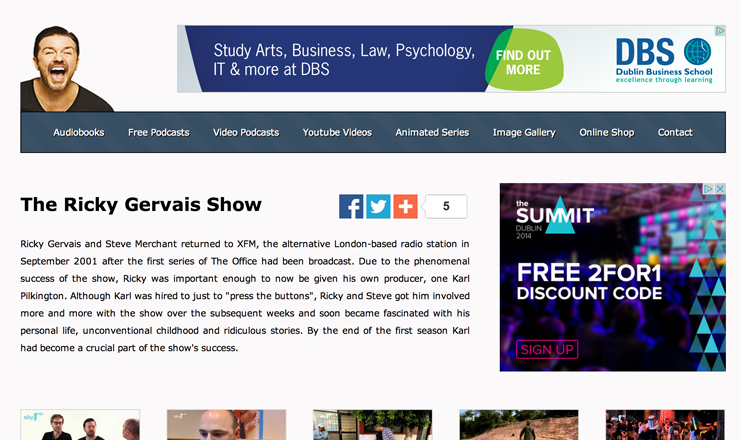 Study Arts, Business, Law, Psychology,
IT & more at DBS
FIND OUT
MORE
DBS
Dublin Business School
excellence through learning
Audiobooks Free Podcasts Video Podcasts Youtube Videos Animated Series Image Gallery Online Shop Contact
The Ricky Gervais Show
5
Ricky Gervais and Steve Merchant returned to XFM, the alternative London-based radio station in
September 2001 after the first series of The Office had been broadcast. Due to the phenomenal
success of the show, Ricky was important enough to now be given his own producer, one Karl
Pilkington. Although Karl was hired to just to "press the buttons", Ricky and Steve got him involved
more and more with the show over the subsequent weeks and soon became fascinated with his
personal life, unconventional childhood and ridiculous stories. By the end of the first season Karl
had become a crucial part of the show's success.
the
SUMMIT
DUBLIN
2014
FREE 2FOR1
DISCOUNT CODE
SIGN UP
sky1